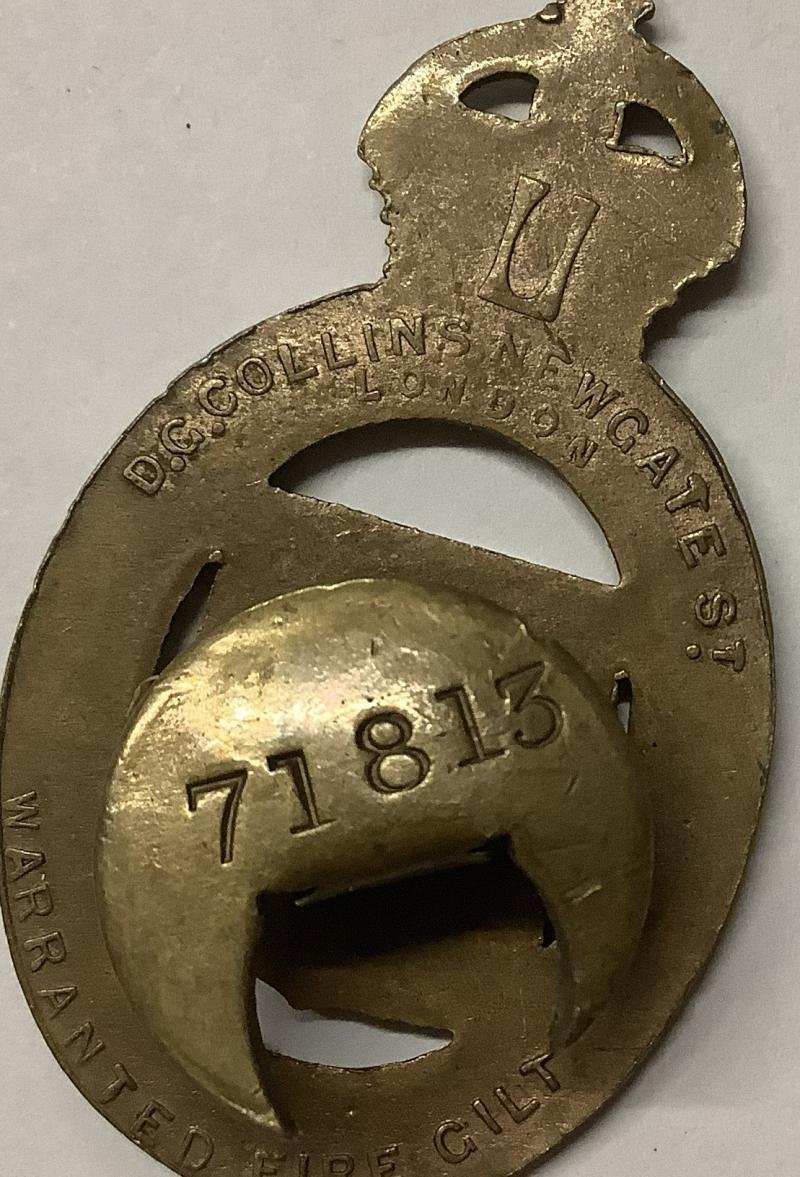 U
D.G.COLLINS NEWGATE ST.
LONDON
71813
WARRANTED FIRE GILT